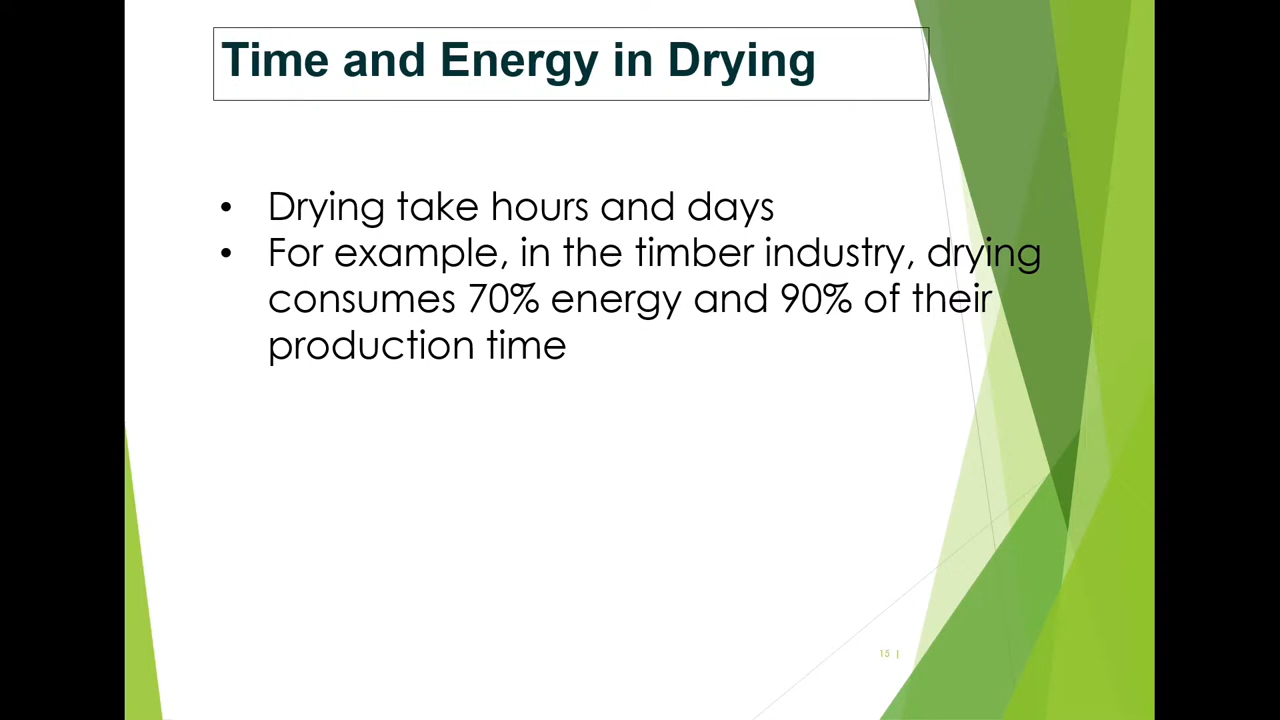 Time and Energy in Drying
• Drying take hours and days
• For example, in the timber industry, drying
consumes 70% energy and 90% of their
production time
15 |